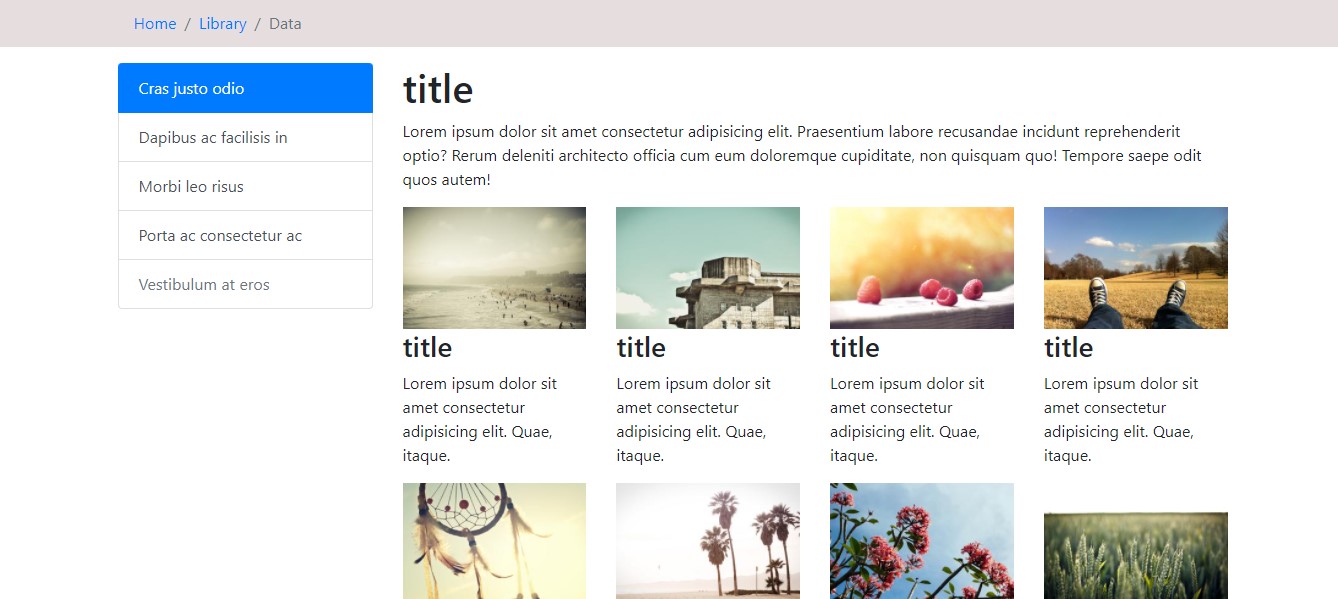 Home / Library / Data
Cras justo odio
Dapibus ac facilisis in
Morbi leo risus
Porta ac consectetur ac
Vestibulum at eros
title
Lorem ipsum dolor sit amet consectetur adipisicing elit. Praesentium labore recusandae incidunt reprehenderit
optio? Rerum deleniti architecto officia cum eum doloremque cupiditate, non quisquam quo! Tempore saepe odit
quos autem!
title
Lorem ipsum dolor sit
amet consectetur
adipisicing elit. Quae,
itaque.
title
Lorem ipsum dolor sit
amet consectetur
adipisicing elit. Quae,
itaque.
title
Lorem ipsum dolor sit
amet consectetur
adipisicing elit. Quae,
itaque.
title
Lorem ipsum dolor sit
amet consectetur
adipisicing elit. Quae,
itaque.